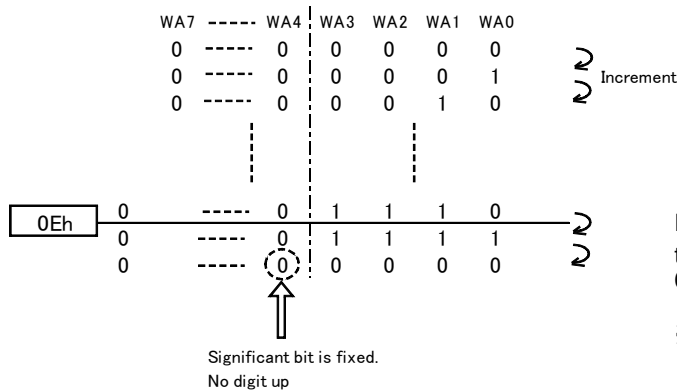 WA7 ----- WA4 WA3 WA2 WA1 WA0
0 ----- 0 0 0 0 0
0 ----- 0 0 0 0 1
Increment
0 ----- 0 0 0 1 0
0 ----- 0 1 1 1 0
0Eh
0 ----- 0 1 1 1 1
0 ----- 0 0 0 0 0
Significant bit is fixed.
No digit up